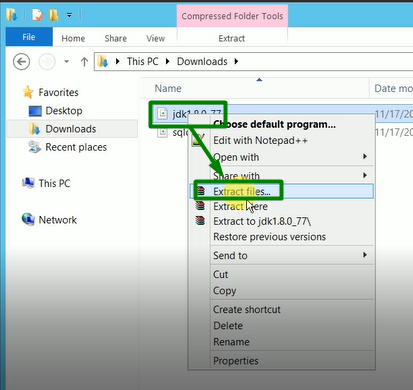 Compressed Folder Tools
File
Home
Share
View
Extract
This PC
Downloads
Name
Date mo
Favorites
Desktop
Downloads
Recent places
This PC
Network
jdk1.8.0_77
11/17/20
11/17/20
Choose default program...
Edit with Notepad++
Open with
Share with
Extract files...
Extract Here
Extract to jdk1.8.0_77\
Restore previous versions
Send to
Cut
Copy
Create shortcut
Delete
Rename
Properties